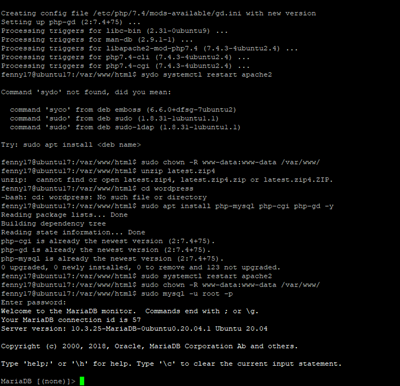 Creating config file /etc/php/7.4/mods-available/gd.ini with new version
Setting up php-gd (2:7.4+75) ...
Processing triggers for libc-bin (2.31-0ubuntu9) ...
Processing triggers for man-db (2.9.1-1) ...
Processing triggers for libapache2-mod-php7.4 (7.4.3-4ubuntu2.4) ...
Processing triggers for php7.4-cli (7.4.3-4ubuntu2.4) ...
Processing triggers for php7.4-cgi (7.4.3-4ubuntu2.4) ...
fenny17@ubuntu17:/var/www/html$ sydo systemctl restart apache2

Command 'sydo' not found, did you mean:

  command 'syco' from deb emboss (6.6.0+dfsg-7ubuntu2)
  command 'sudo' from deb sudo (1.8.31-1ubuntu1.1)
  command 'sudo' from deb sudo-ldap (1.8.31-1ubuntu1.1)

Try: sudo apt install <deb name>

fenny17@ubuntu17:/var/www/html$ sudo chown -R www-data:www-data /var/www/
fenny17@ubuntu17:/var/www/html$ unzip latest.zip4
unzip:  cannot find or open latest.zip4, latest.zip4.zip or latest.zip4.ZIP.
fenny17@ubuntu17:/var/www/html$ cd wordpress
-bash: cd: wordpress: No such file or directory
fenny17@ubuntu17:/var/www/html$ sudo apt install php-mysql php-cgi php-gd -y
Reading package lists... Done
Building dependency tree
Reading state information... Done
php-cgi is already the newest version (2:7.4+75).
php-gd is already the newest version (2:7.4+75).
php-mysql is already the newest version (2:7.4+75).
0 upgraded, 0 newly installed, 0 to remove and 123 not upgraded.
fenny17@ubuntu17:/var/www/html$ sudo systemctl restart apache2
fenny17@ubuntu17:/var/www/html$ sudo chown -R www-data:www-data /var/www/
fenny17@ubuntu17:/var/www/html$ sudo mysql -u root -p
Enter password:
Welcome to the MariaDB monitor.  Commands end with ; or \g.
Your MariaDB connection id is 57
Server version: 10.3.25-MariaDB-0ubuntu0.20.04.1 Ubuntu 20.04

Copyright (c) 2000, 2018, Oracle, MariaDB Corporation Ab and others.

Type 'help;' or '\h' for help. Type '\c' to clear the current input statement.

MariaDB [(none)]>